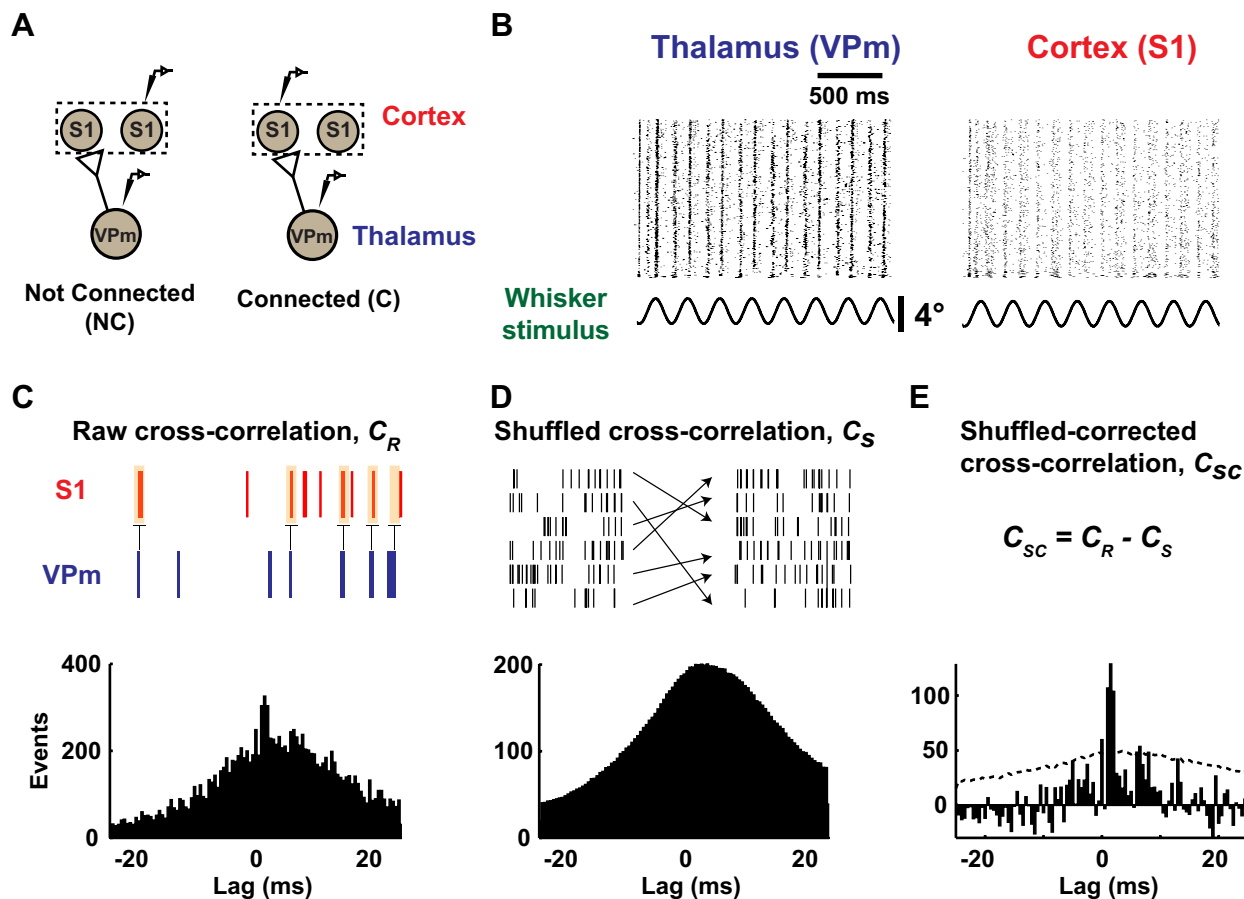 A
S1 S1
S1 S1
Cortex
VPm
VPm
Thalamus
Not Connected
(NC)
Connected (C)
B
Thalamus (VPm)
Cortex (S1)
500 ms
Whisker
stimulus
4°
C
Raw cross-correlation, C_R
S1
VPm
400
200
0
Events
-20 0 20
Lag (ms)
D
Shuffled cross-correlation, C_S
200
100
0
-20 0 20
Lag (ms)
E
Shuffled-corrected
cross-correlation, C_SC
C_SC = C_R - C_S
100
50
0
-20 0 20
Lag (ms)